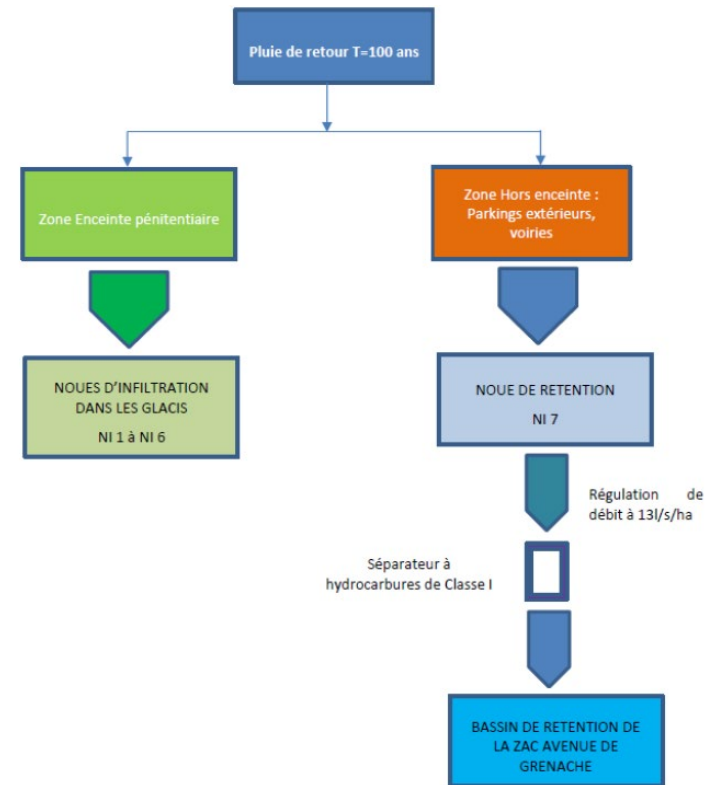 Pluie de retour T=100 ans
Zone Enceinte pénitentiaire
Zone Hors enceinte :
Parkings extérieurs,
voiries
NOUES D'INFILTRATION
DANS LES GLACIS
NI 1 à NI 6
NOUE DE RETENTION
NI 7
Régulation de
débit à 13l/s/ha
Séparateur à
hydrocarbures de Classe I
BASSIN DE RETENTION DE
LA ZAC AVENUE DE
GRENACHE